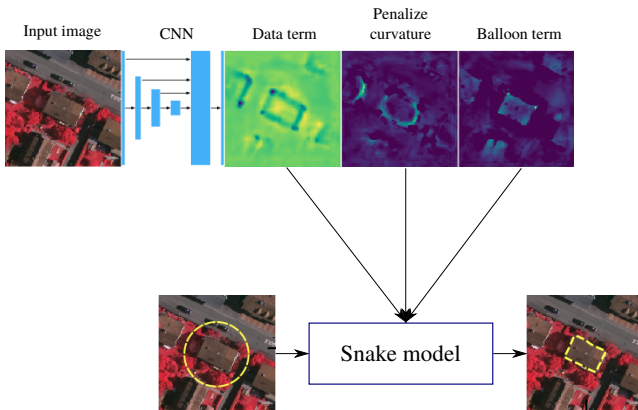 Input image
CNN
Data term
Penalize
curvature
Balloon term
Snake model